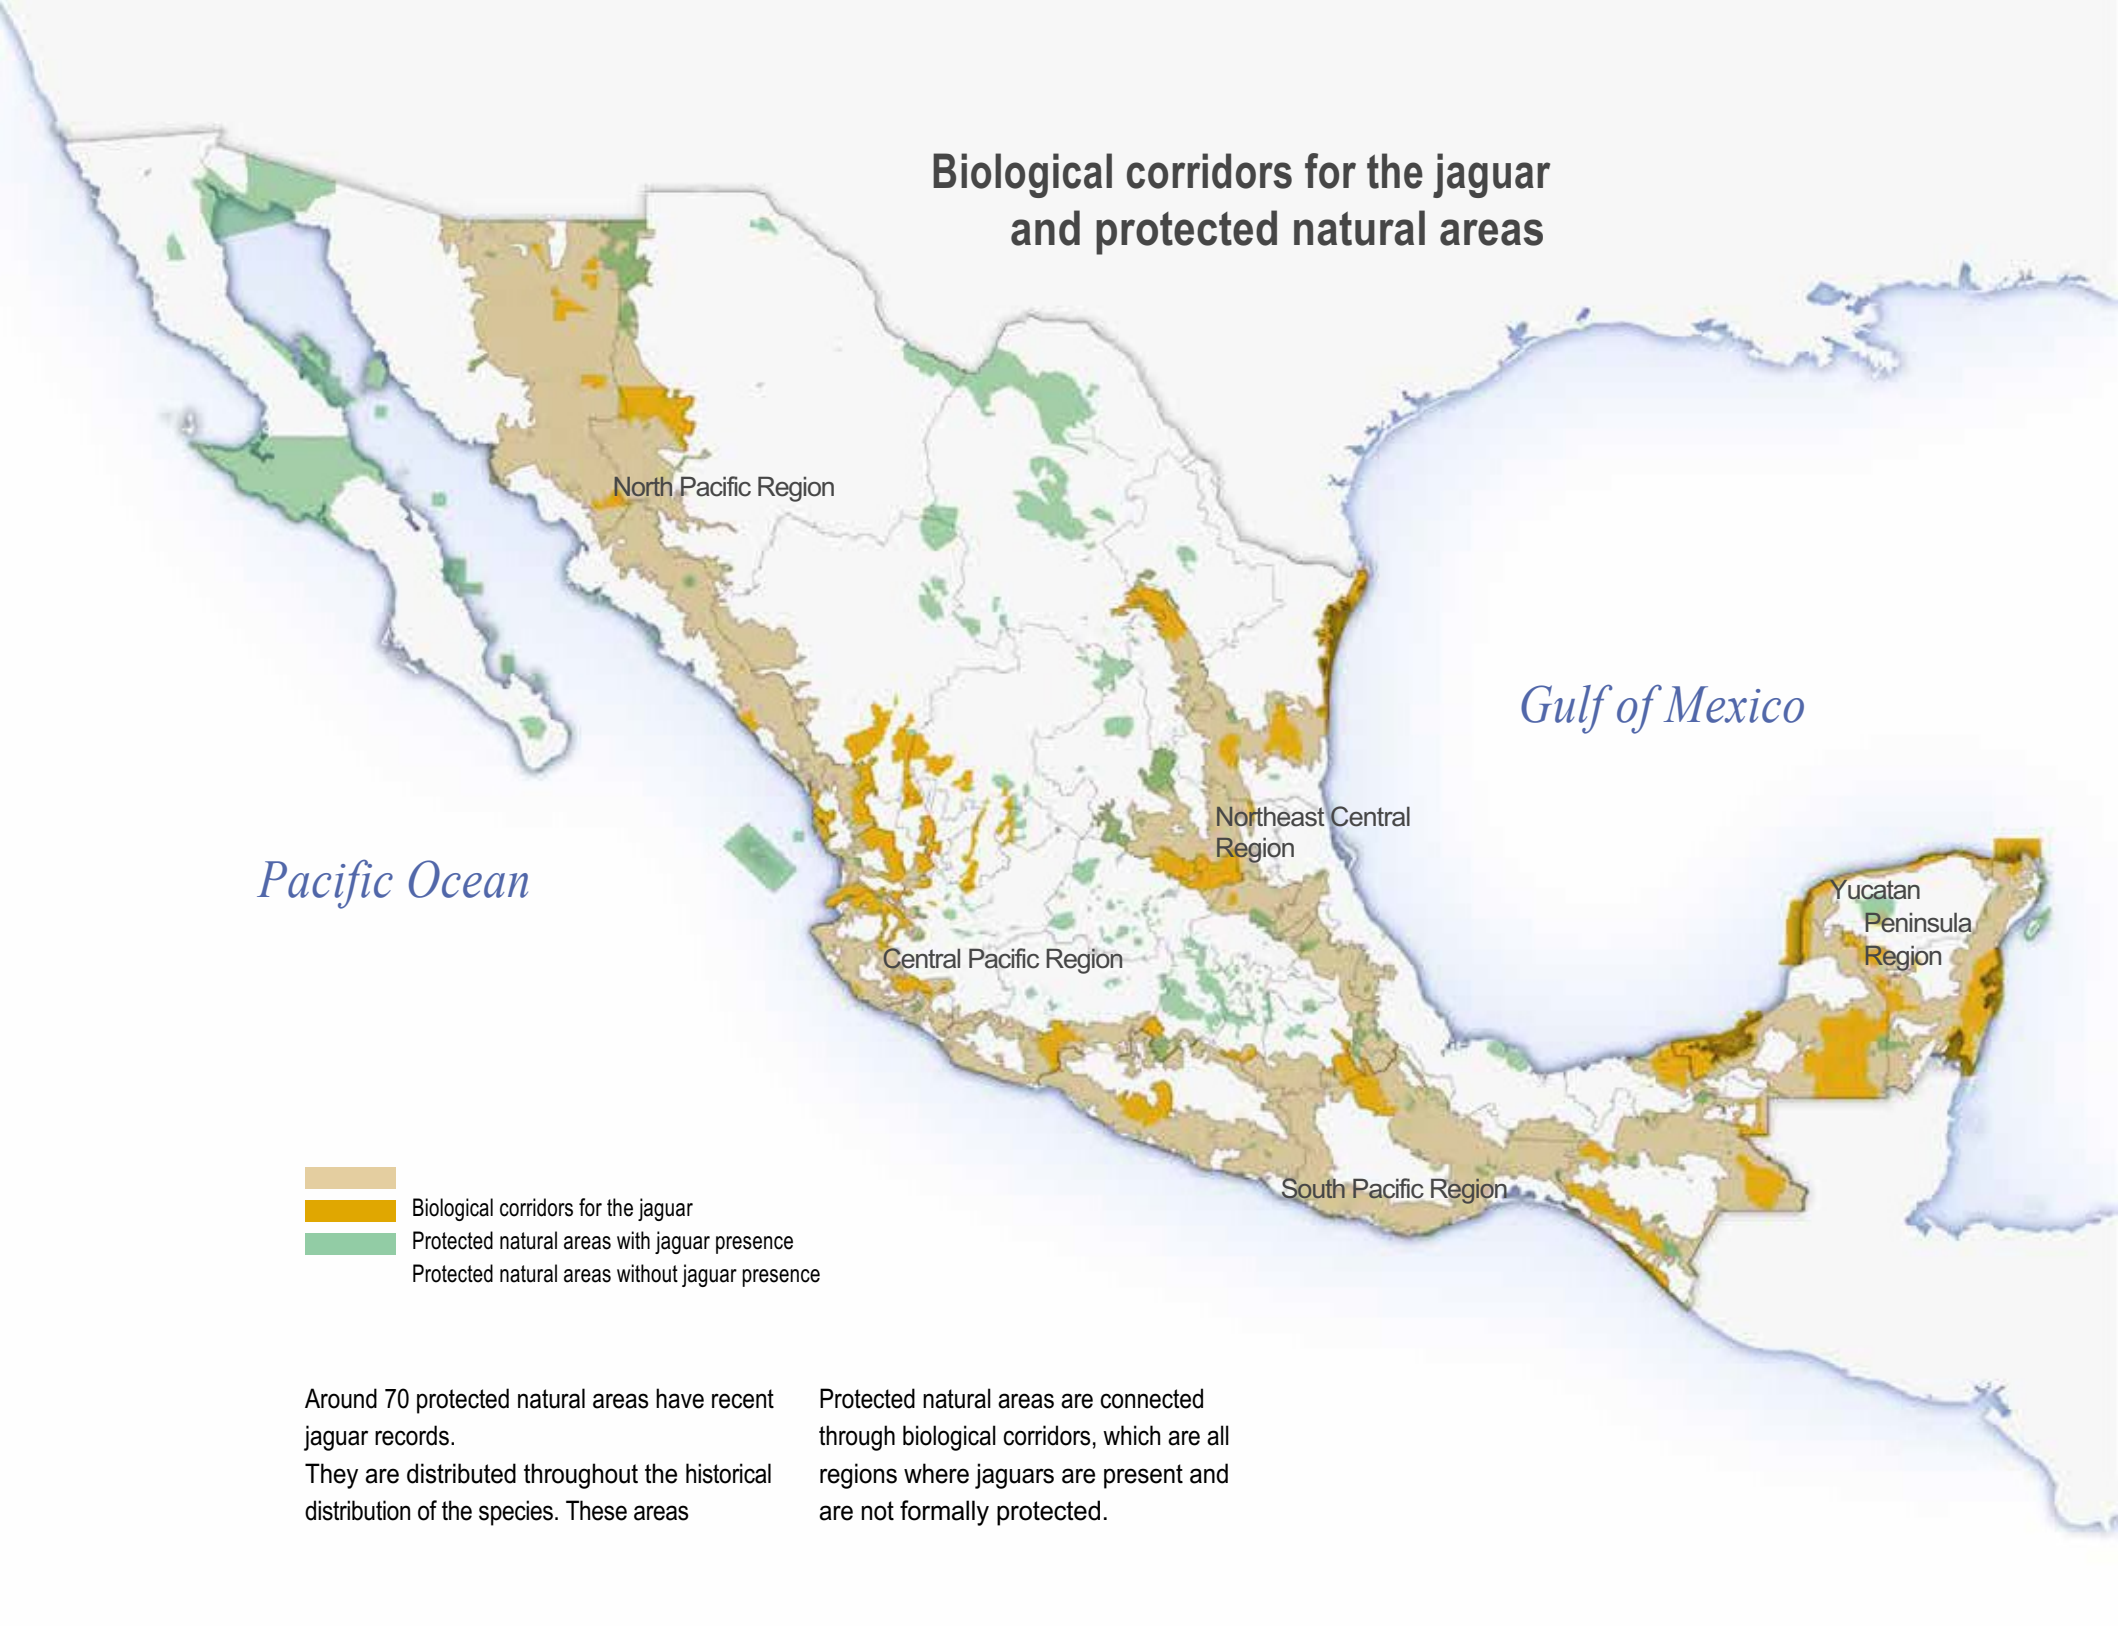 Biological corridors for the jaguar
and protected natural areas
North Pacific Region
Gulf of Mexico
Northeast Central
Region
Pacific Ocean
Yucatan
Peninsula
Region
Central Pacific Region
South Pacific Region
Biological corridors for the jaguar
Protected natural areas with jaguar presence
Protected natural areas without jaguar presence
Around 70 protected natural areas have recent
jaguar records.
They are distributed throughout the historical
distribution of the species. These areas
Protected natural areas are connected
through biological corridors, which are all
regions where jaguars are present and
are not formally protected.